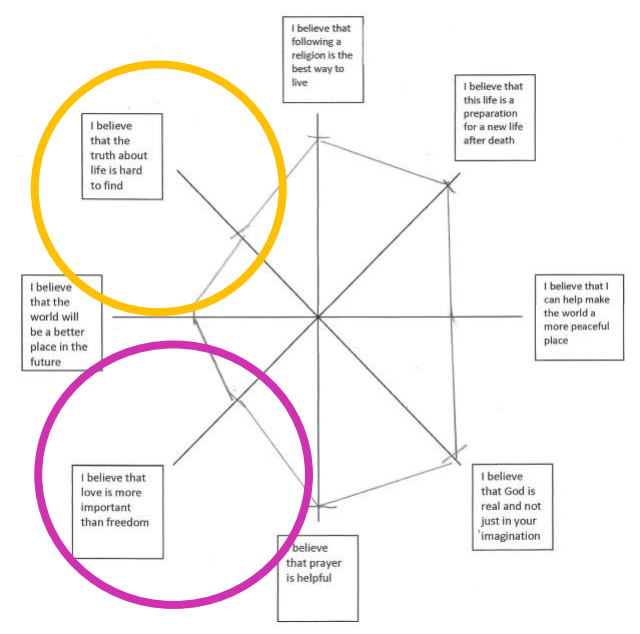 I believe that
following a
religion is the
best way to
live
I believe that
this life is a
preparation
for a new life
after death
I believe
that the
truth about
life is hard
to find
I believe
that the
world will
be a better
place in the
future
I believe that I
can help make
the world a
more peaceful
place
I believe that
love is more
important
than freedom
I believe
that God is
real and not
just in your
imagination
believe
that prayer
is helpful